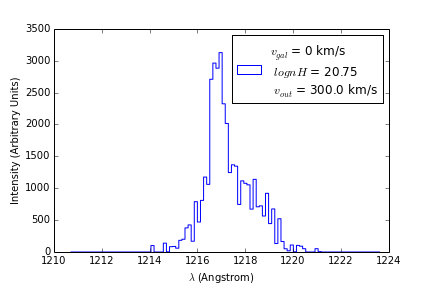 3500
3000
2500
2000
1500
1000
500
0
1210 1212 1214 1216 1218 1220 1222 1224
Intensity (Arbitrary Units)
λ (Angstrom)
v_gal = 0 km/s
lognH = 20.75
v_out = 300.0 km/s